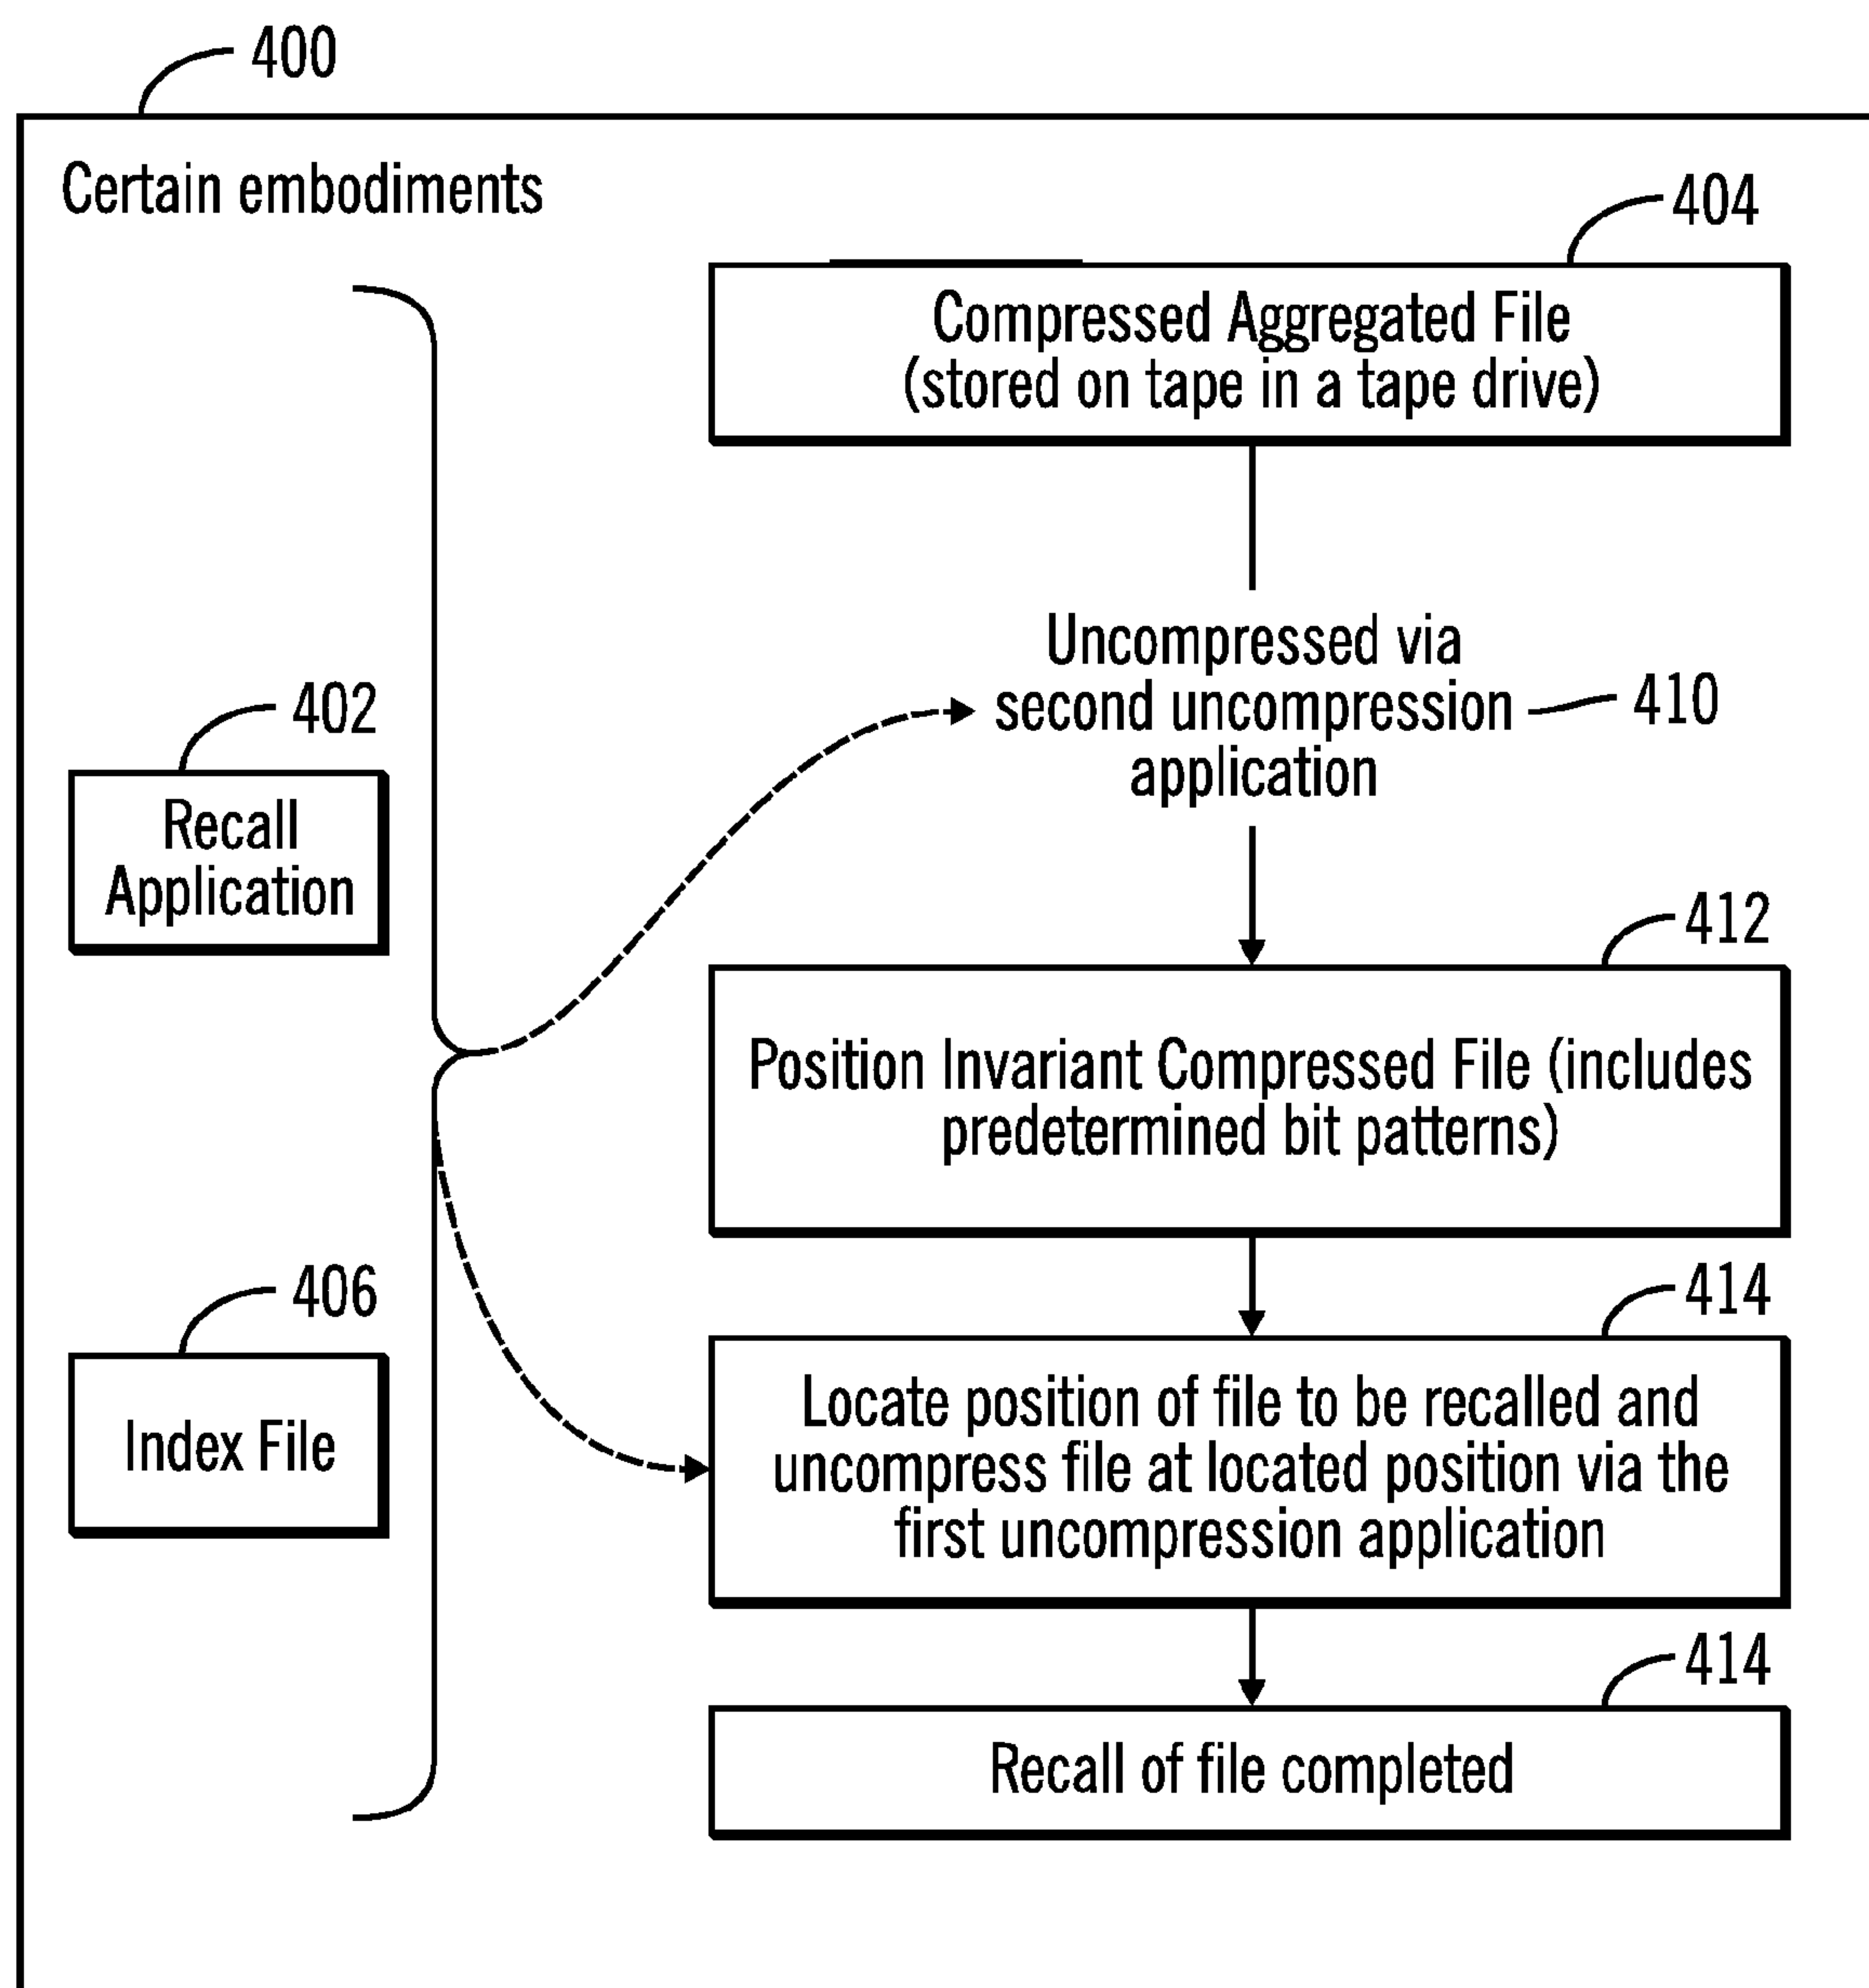 400
Certain embodiments
404
Compressed Aggregated File
(stored on tape in a tape drive)
Uncompressed via
second uncompression
application
410
402
Recall
Application
412
Position Invariant Compressed File (includes
predetermined bit patterns)
406
Index File
414
Locate position of file to be recalled and
uncompress file at located position via the
first uncompression application
414
Recall of file completed